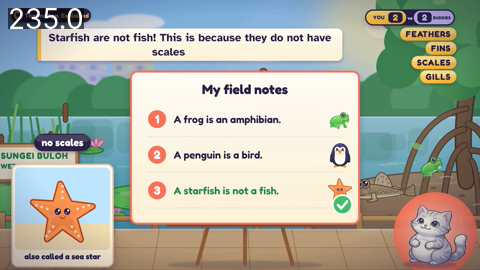 235.0
YOU 2 VS 2 BUDDIES
Starfish are not fish! This is because they do not have
scales
FEATHERS
FINS
SCALES
GILLS
My field notes
1 A frog is an amphibian.
2 A penguin is a bird.
3 A starfish is not a fish.
no scales
SUNGEI BULOH
also called a sea star